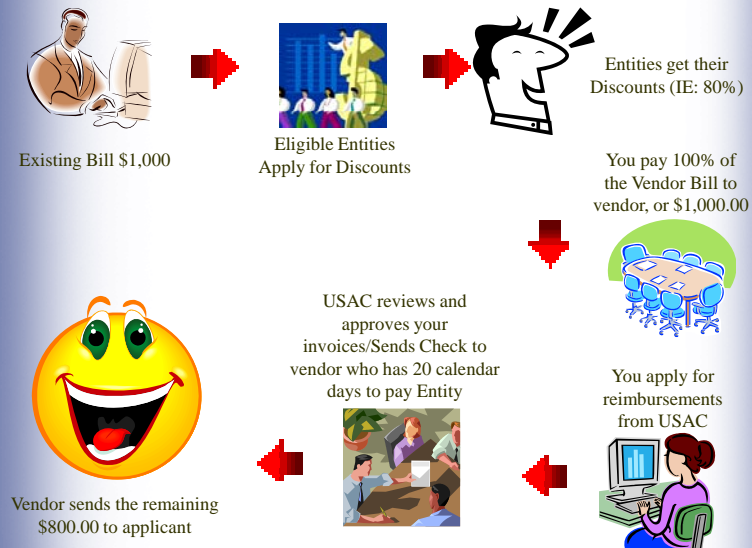 Existing Bill $1,000
Eligible Entities
Apply for Discounts
Entities get their
Discounts (IE: 80%)
You pay 100% of
the Vendor Bill to
vendor, or $1,000.00
You apply for
reimbursements
from USAC
USAC reviews and
approves your
invoices/Sends Check to
vendor who has 20 calendar
days to pay Entity
Vendor sends the remaining
$800.00 to applicant